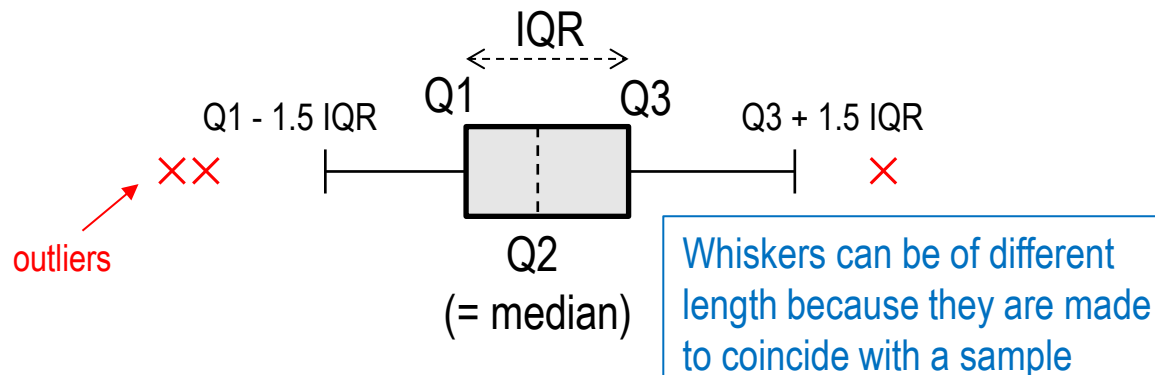 IQR
Q1
Q3
Q1 - 1.5 IQR
Q3 + 1.5 IQR
outliers
Q2
(= median)
Whiskers can be of different
length because they are made
to coincide with a sample